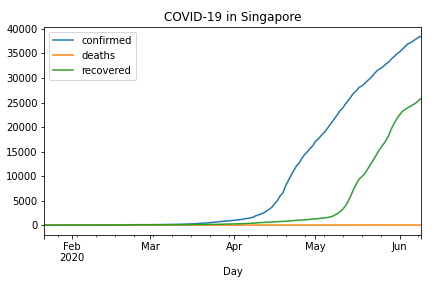 COVID-19 in Singapore
confirmed
deaths
recovered
40000
35000
30000
25000
20000
15000
10000
5000
0
Feb Mar Apr May Jun
2020
Day